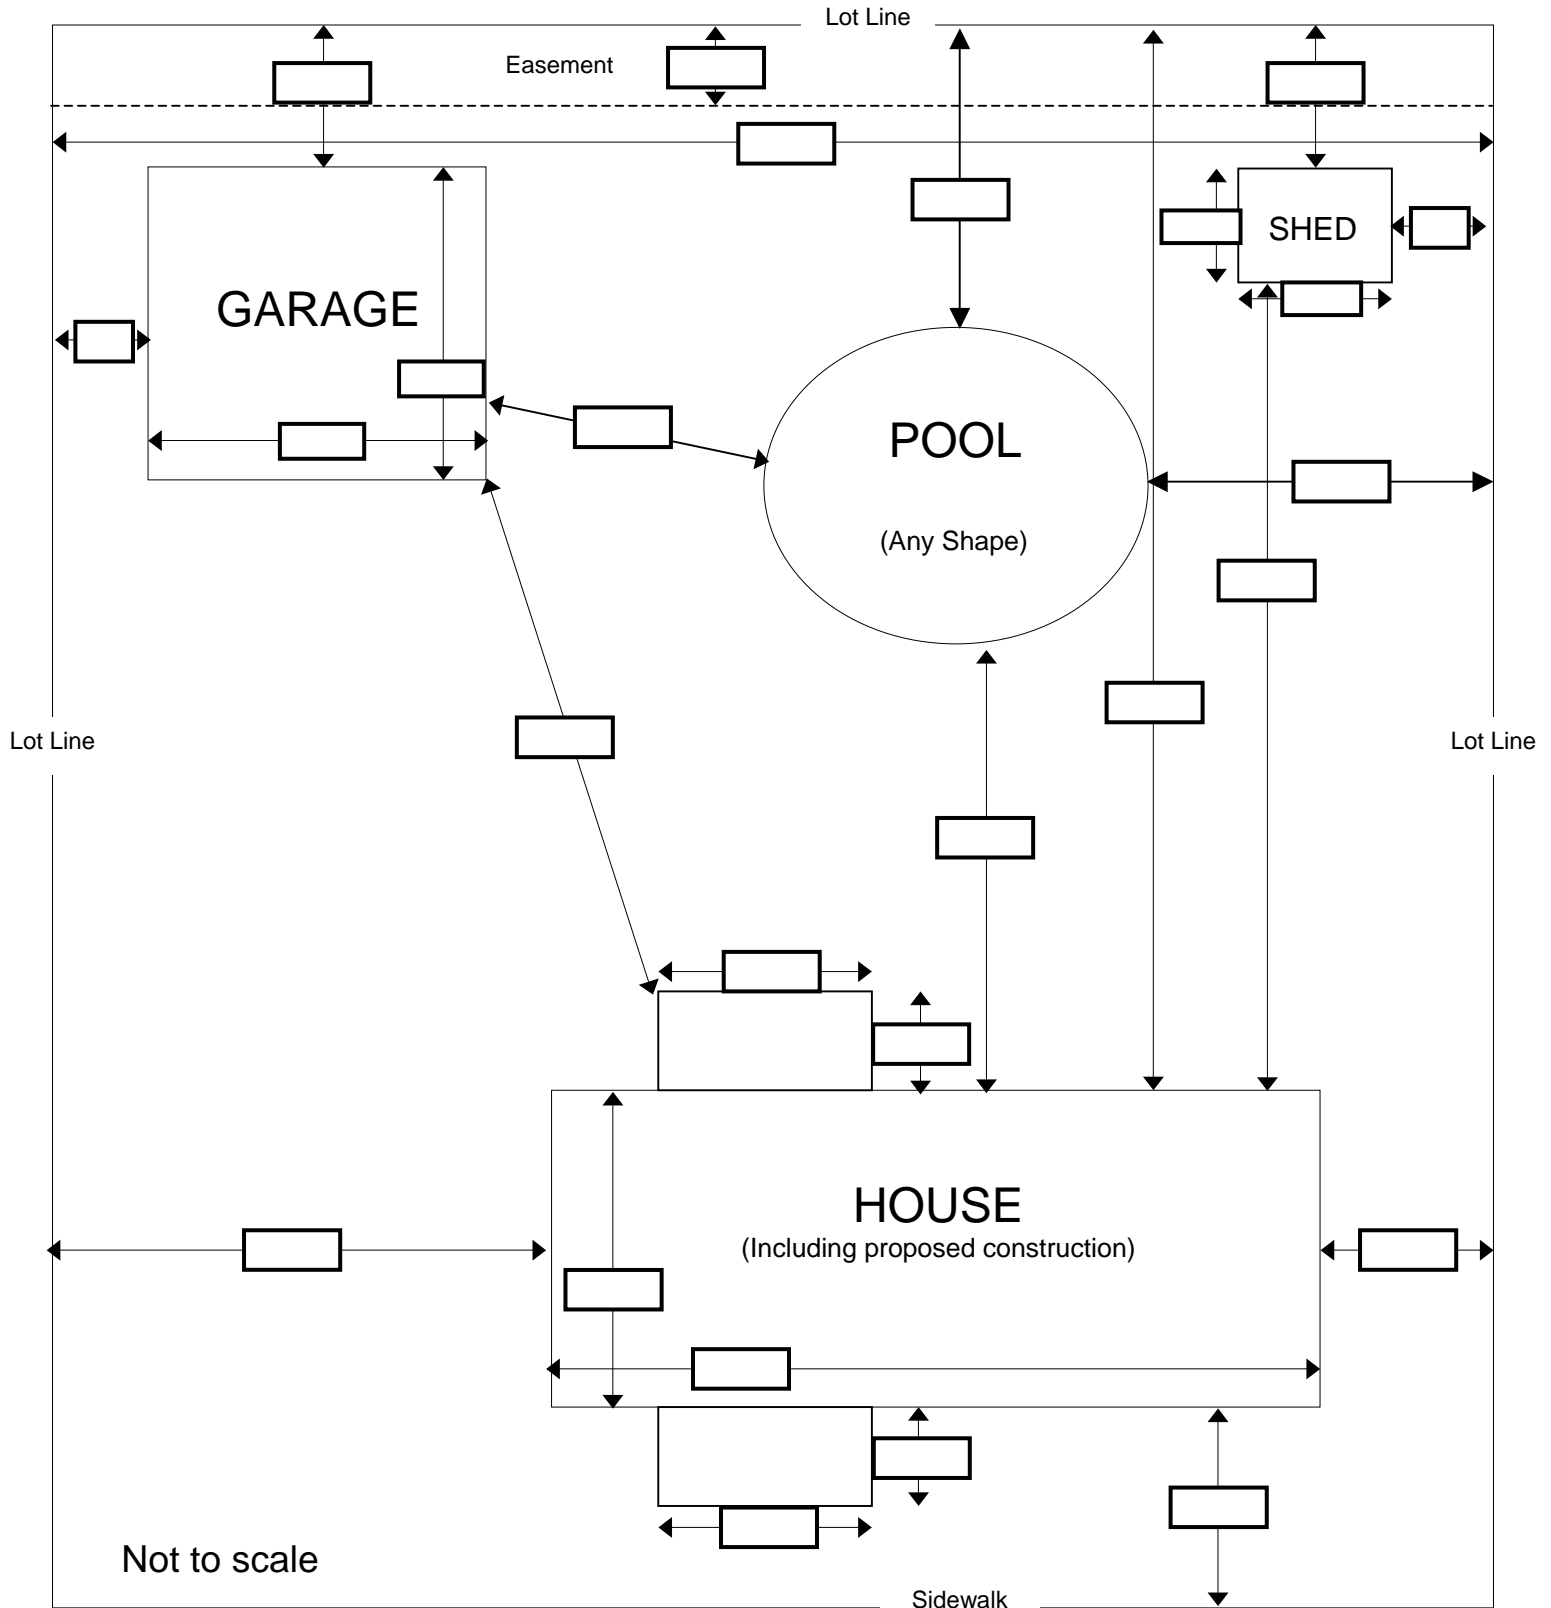 Lot Line
Easement
SHED
GARAGE
POOL
(Any Shape)
Lot Line
Lot Line
HOUSE
(Including proposed construction)
Not to scale
Sidewalk